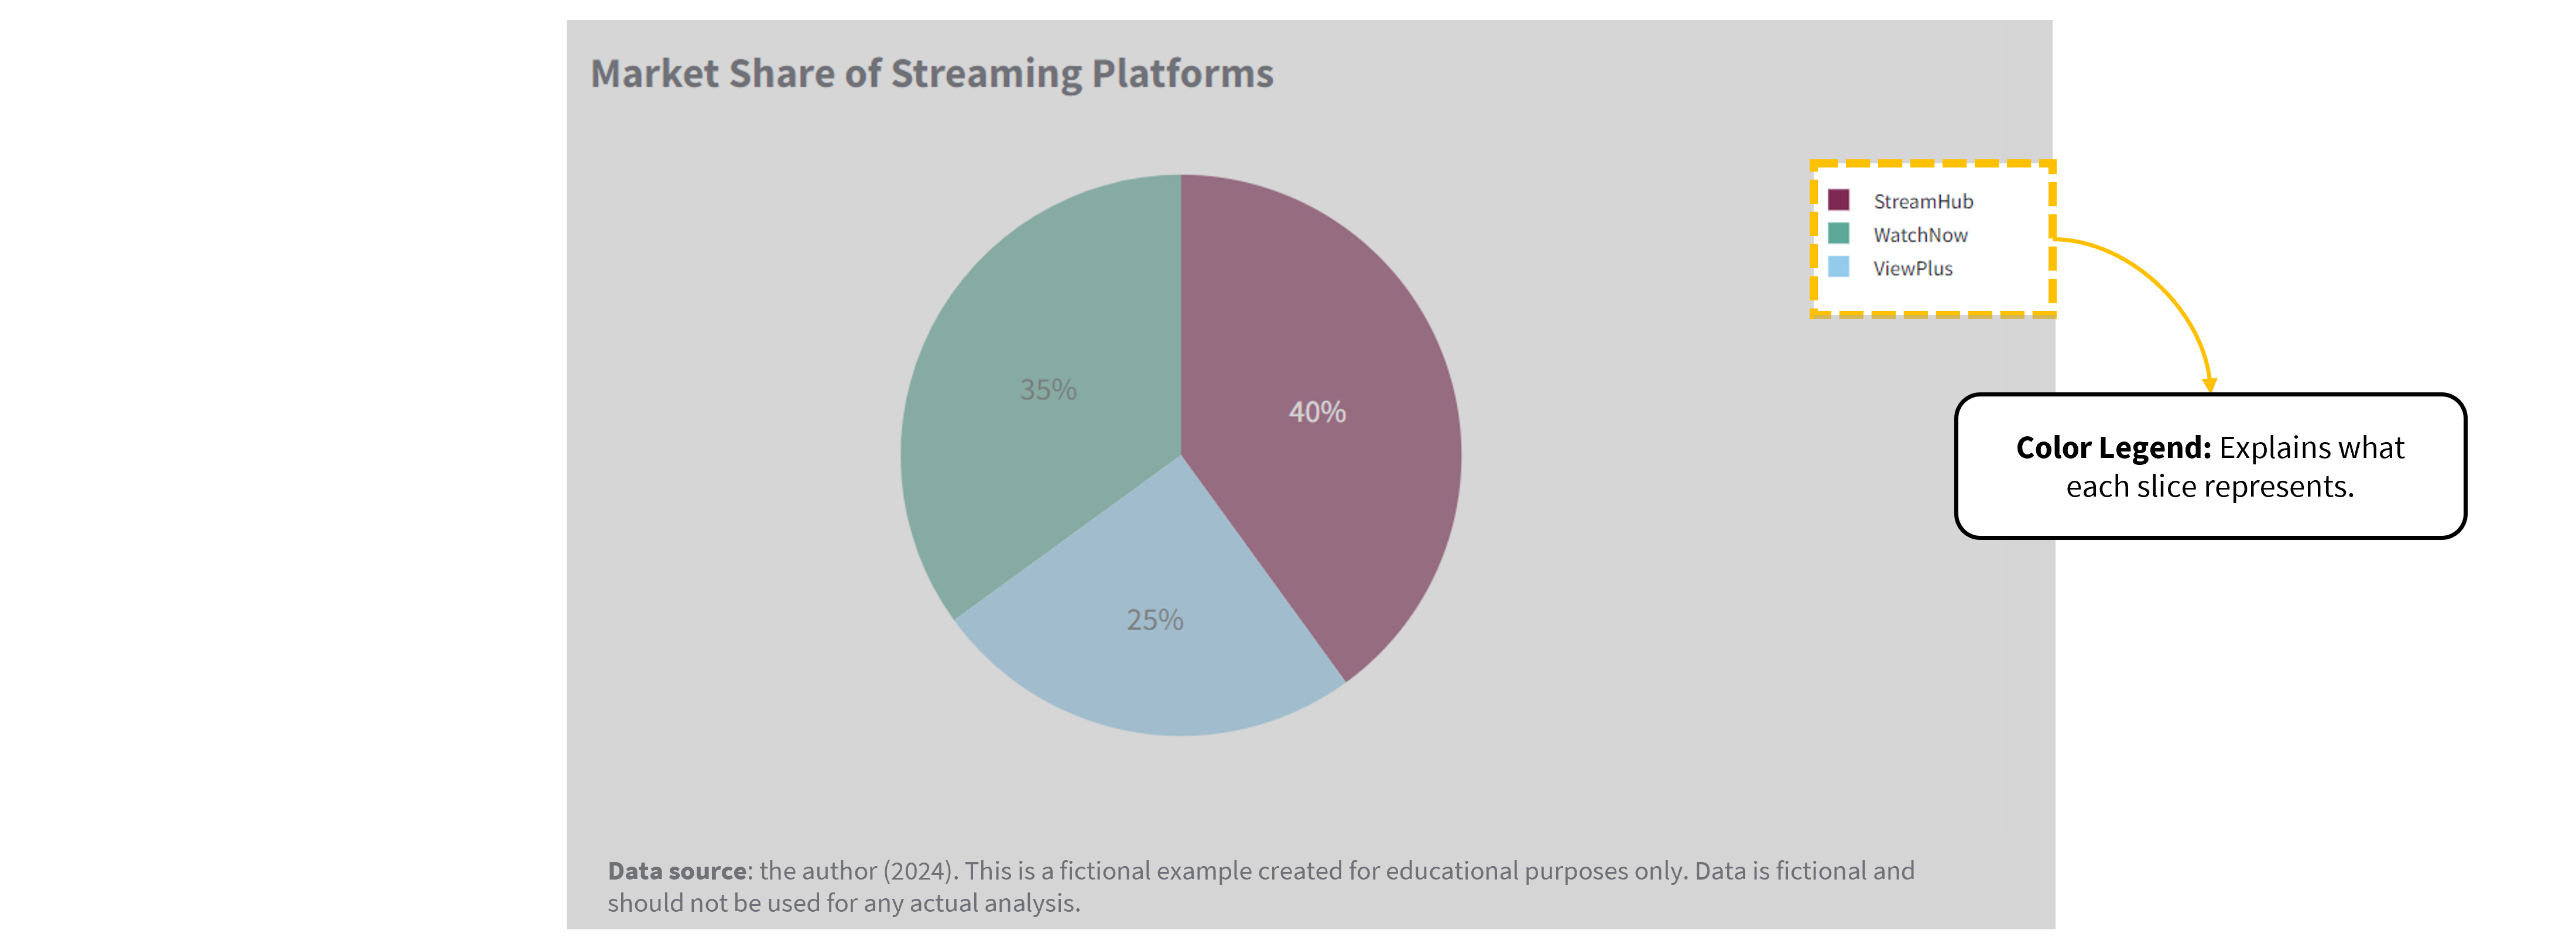 Market Share of Streaming Platforms
StreamHub
WatchNow
ViewPlus
35%
40%
25%
Color Legend: Explains what
each slice represents.
Data source: the author (2024). This is a fictional example created for educational purposes only. Data is fictional and
should not be used for any actual analysis.